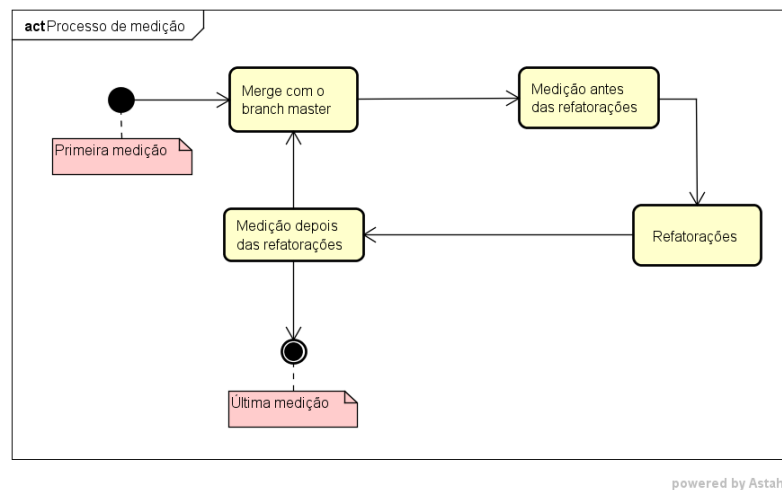 act Processo de medição
Merge com o
branch master
Medição antes
das refatorações
Primeira medição
Medição depois
das refatorações
Refatorações
Última medição
powered by Astah